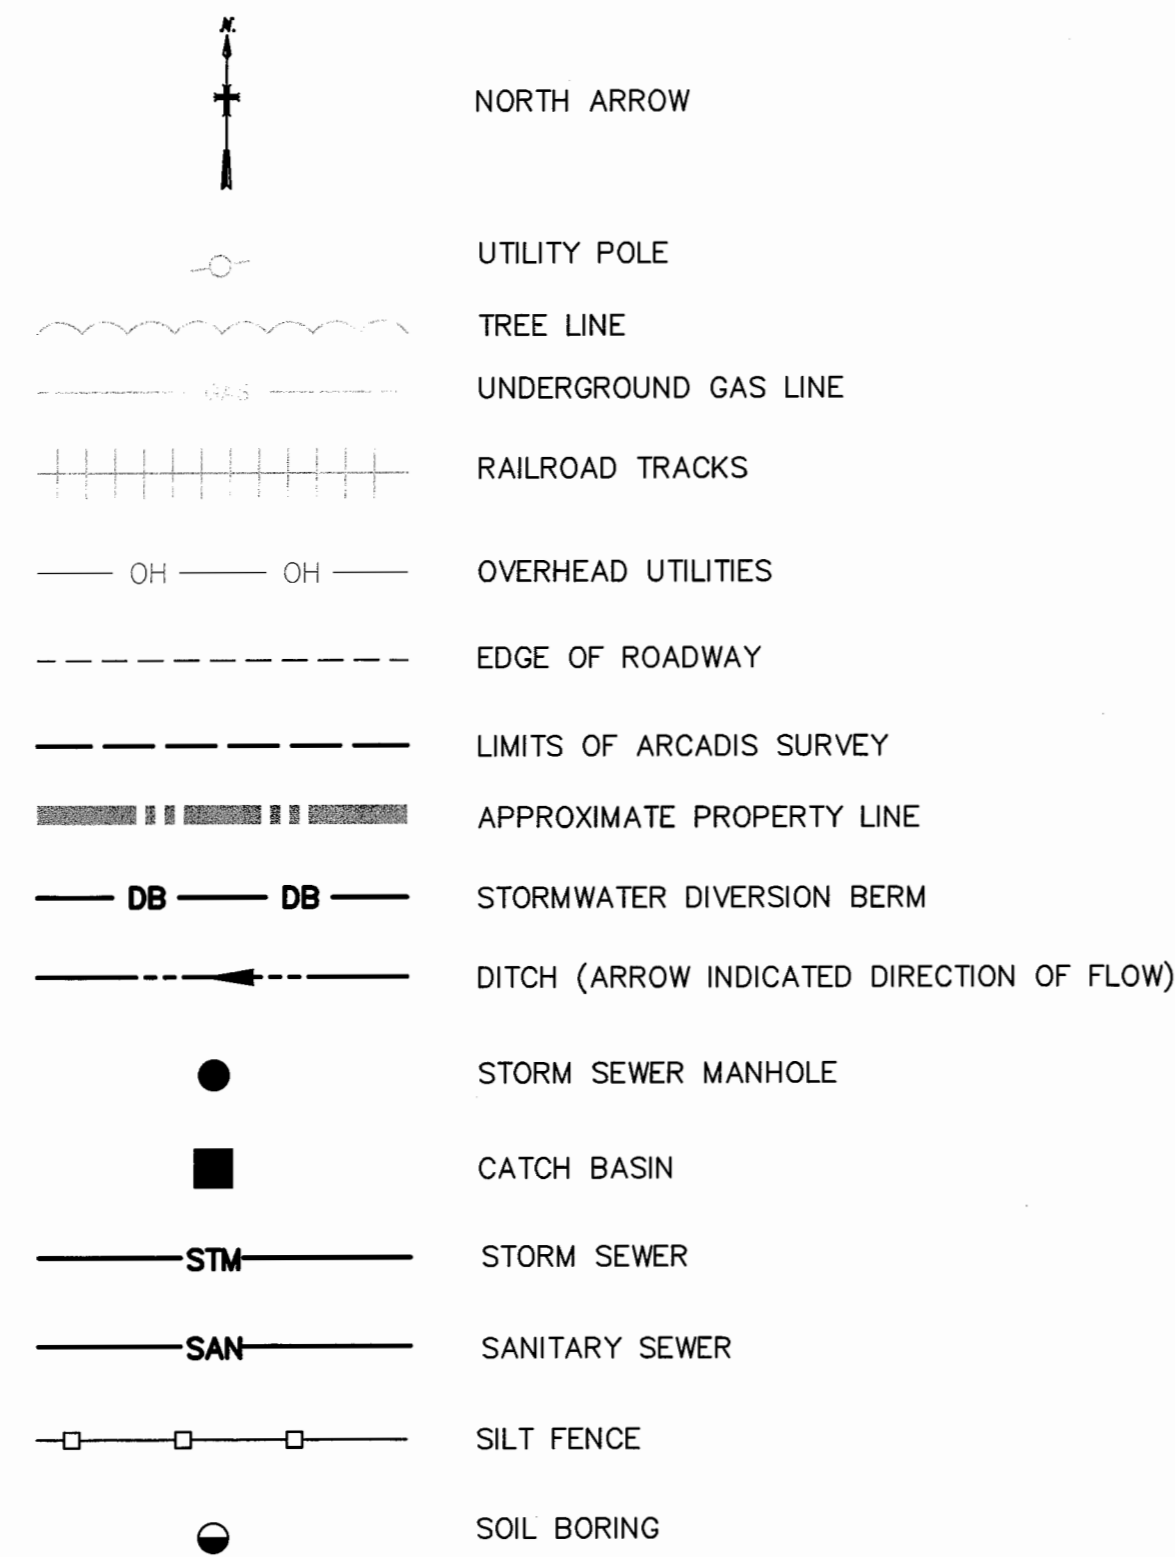 N.
NORTH ARROW
UTILITY POLE
TREE LINE
GAS UNDERGROUND GAS LINE
RAILROAD TRACKS
OH OH OVERHEAD UTILITIES
EDGE OF ROADWAY
LIMITS OF ARCADIS SURVEY
APPROXIMATE PROPERTY LINE
DB DB STORMWATER DIVERSION BERM
DITCH (ARROW INDICATED DIRECTION OF FLOW)
STORM SEWER MANHOLE
CATCH BASIN
STM STORM SEWER
SAN SANITARY SEWER
SILT FENCE
SOIL BORING